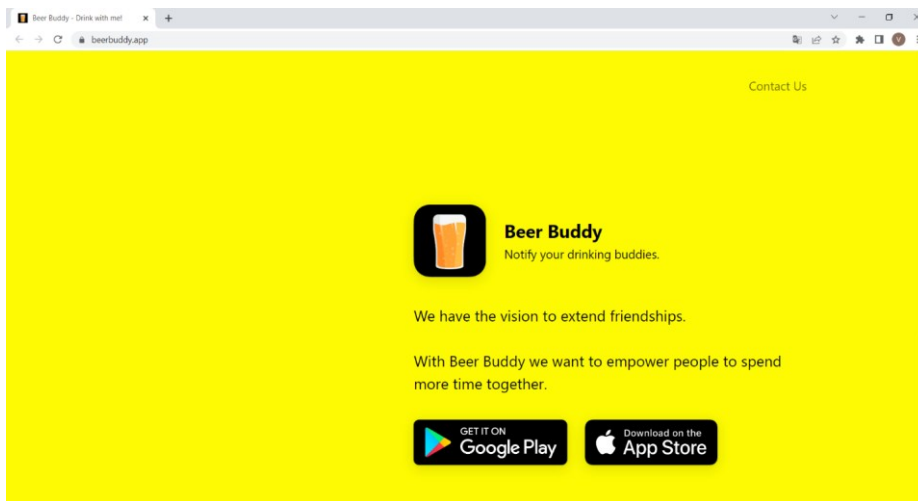 Beer Buddy - Drink with me!
beerbuddy.app
V
Contact Us
Beer Buddy
Notify your drinking buddies.
We have the vision to extend friendships.
With Beer Buddy we want to empower people to spend
more time together.
GET IT ON
Google Play
Download on the
App Store